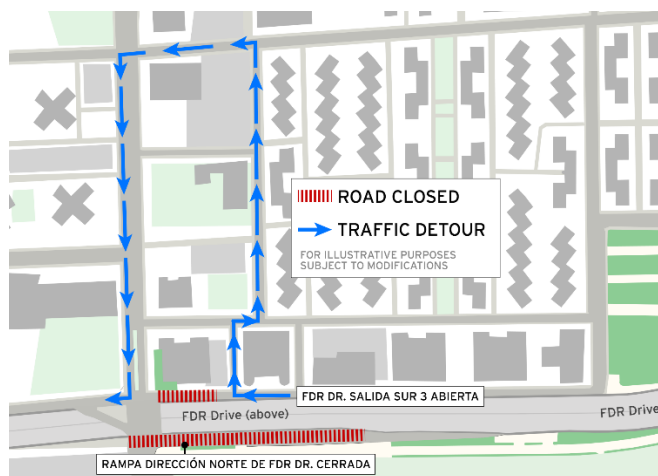 ROAD CLOSED
TRAFFIC DETOUR
FOR ILLUSTRATIVE PURPOSES
SUBJECT TO MODIFICATIONS
FDR DR. SALIDA SUR 3 ABIERTA
FDR Drive (above)
FDR Drive
RAMPA DIRECCIÓN NORTE DE FDR DR. CERRADA